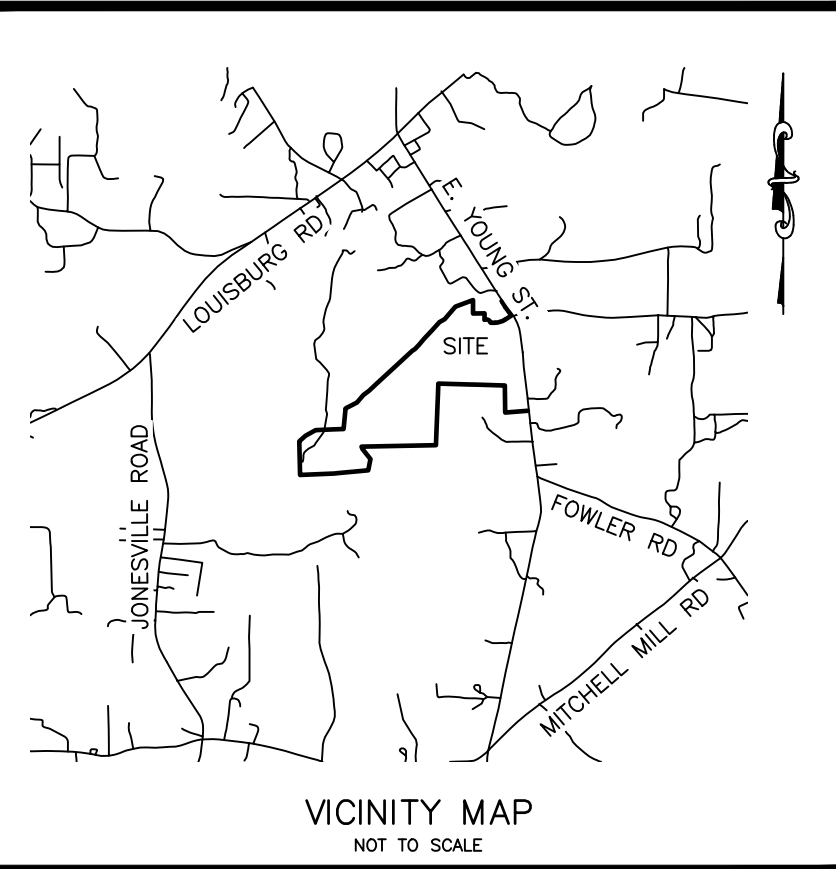 E. YOUNG ST.
LOUISBURG RD
SITE
JONESVILLE ROAD
FOWLER RD
MITCHELL MILL RD
VICINITY MAP
NOT TO SCALE